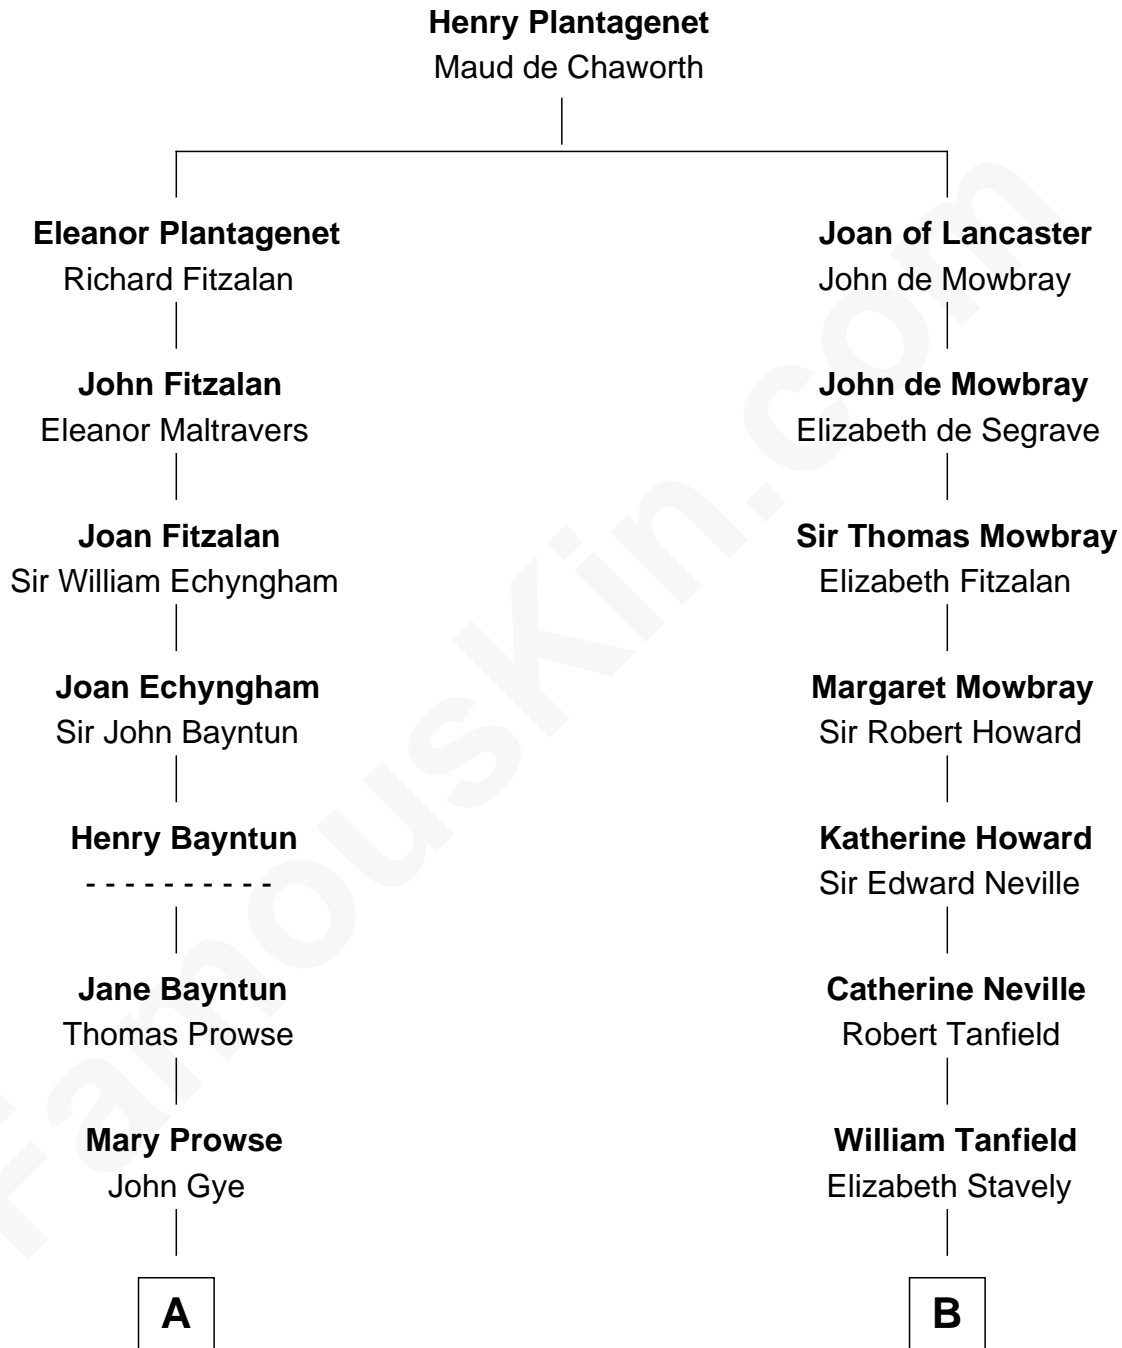 Henry Plantagenet
Maud de Chaworth
Eleanor Plantagenet
Richard Fitzalan
John Fitzalan
Eleanor Maltravers
Joan Fitzalan
Sir William Echyngham
Joan Echyngham
Sir John Bayntun
Henry Bayntun
- - - - - - - - - -
Jane Bayntun
Thomas Prowse
Mary Prowse
John Gye
A
Joan of Lancaster
John de Mowbray
John de Mowbray
Elizabeth de Segrave
Sir Thomas Mowbray
Elizabeth Fitzalan
Margaret Mowbray
Sir Robert Howard
Katherine Howard
Sir Edward Neville
Catherine Neville
Robert Tanfield
William Tanfield
Elizabeth Stavely
B
FamousKin.com